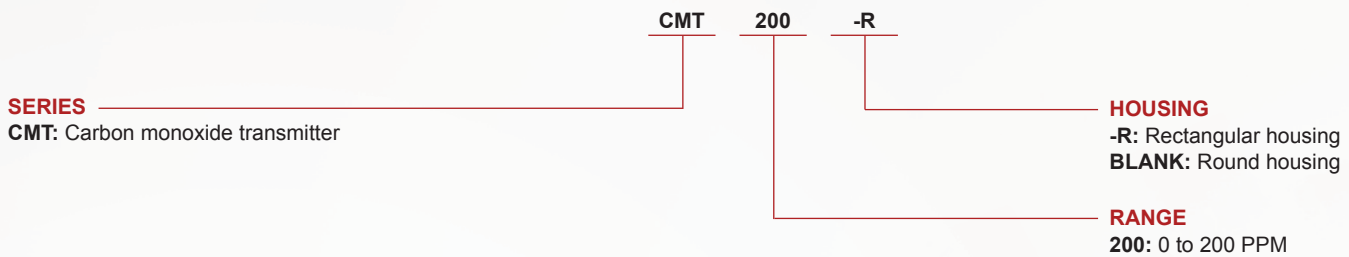 CMT 200 -R
SERIES
CMT: Carbon monoxide transmitter
HOUSING
-R: Rectangular housing
BLANK: Round housing
RANGE
200: 0 to 200 PPM